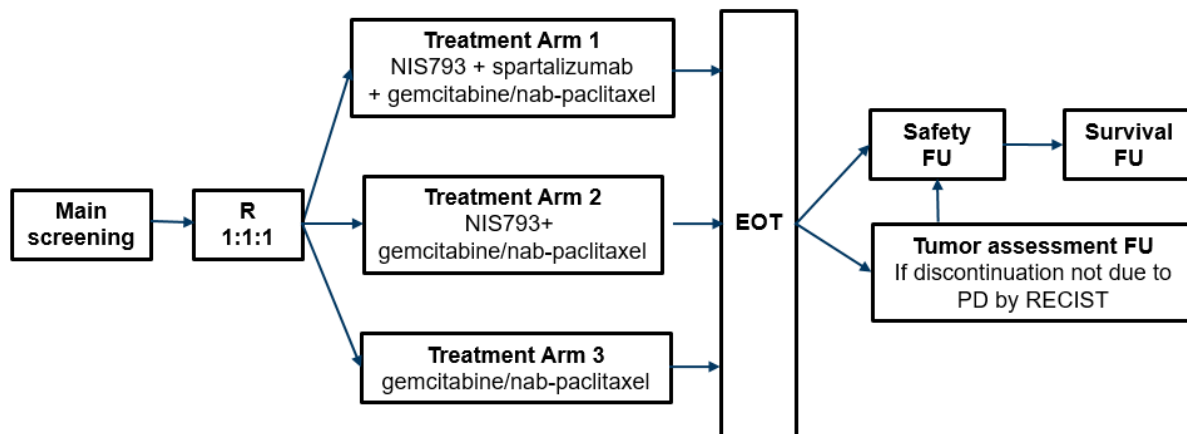 Main
screening
R
1:1:1
Treatment Arm 1
NIS793 + spartalizumab
+ gemcitabine/nab-paclitaxel
Treatment Arm 2
NIS793+
gemcitabine/nab-paclitaxel
Treatment Arm 3
gemcitabine/nab-paclitaxel
EOT
Safety
FU
Survival
FU
Tumor assessment FU
If discontinuation not due to
PD by RECIST